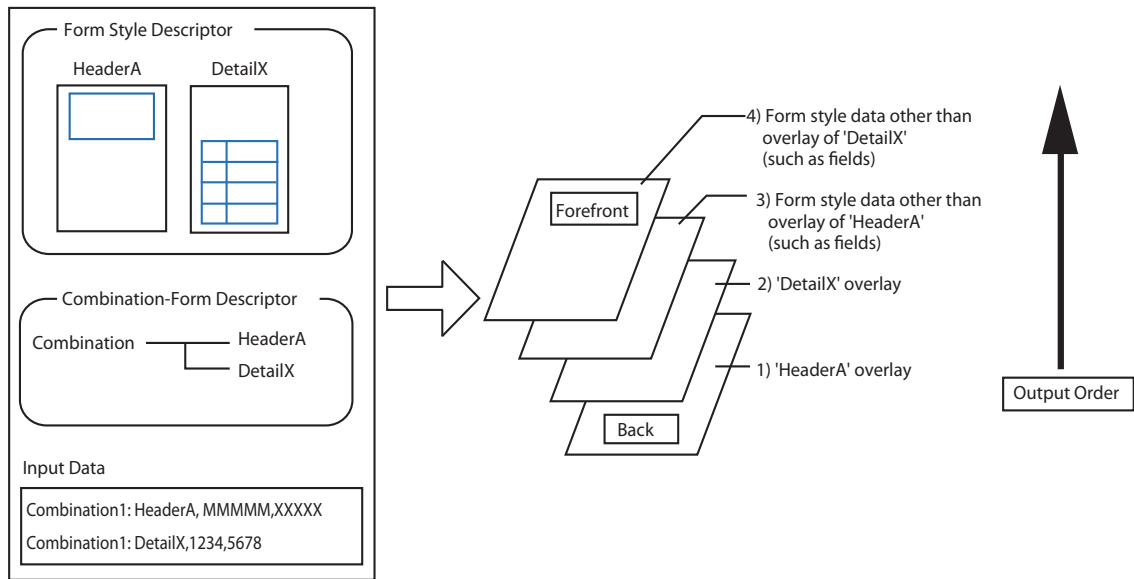 Form Style Descriptor
HeaderA
DetailX
Combination-Form Descriptor
Combination
HeaderA
DetailX
Input Data
Combination1: HeaderA, MMMMM,XXXXX
Combination1: DetailX,1234,5678
4) Form style data other than
overlay of 'DetailX'
(such as fields)
Forefront
3) Form style data other than
overlay of 'HeaderA'
(such as fields)
2) 'DetailX' overlay
1) 'HeaderA' overlay
Back
Output Order